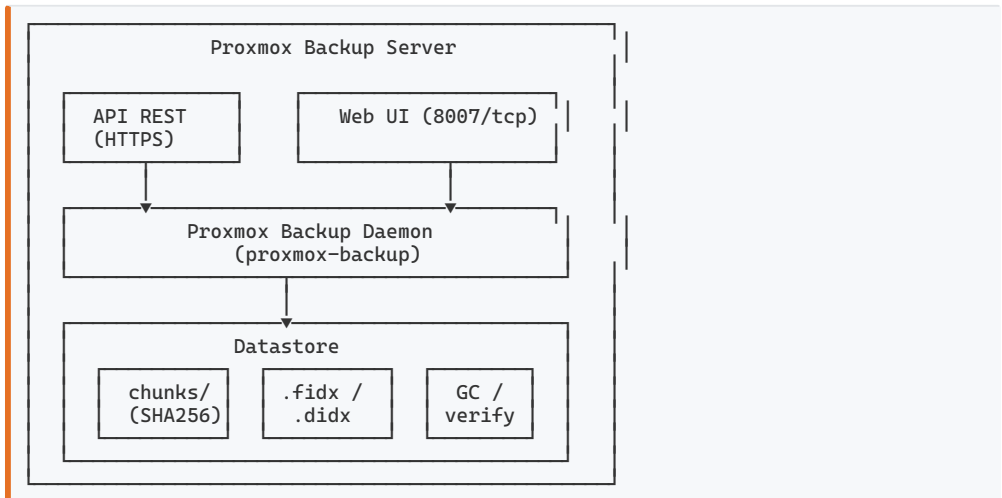 Proxmox Backup Server
API REST
(HTTPS)
Web UI (8007/tcp)
Proxmox Backup Daemon
(proxmox-backup)
Datastore
chunks/
(SHA256)
.fidx /
.didx
GC /
verify